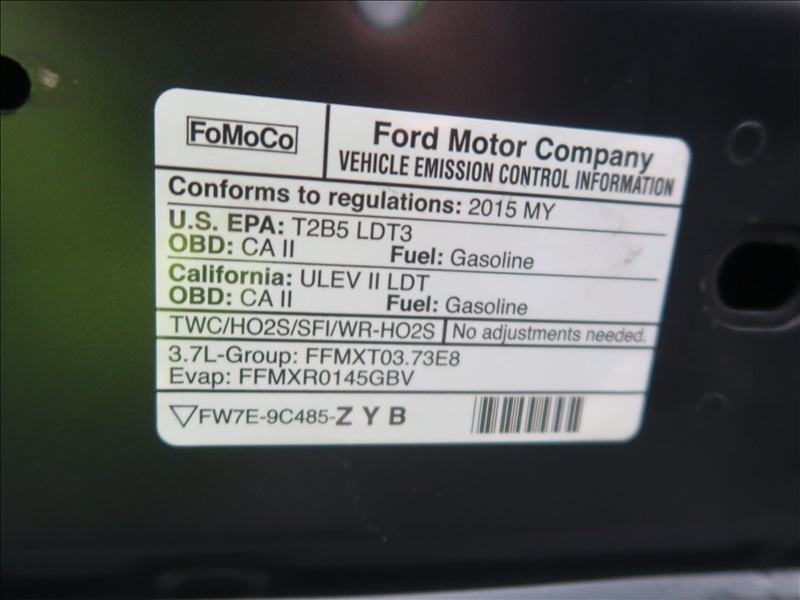 FoMoCo
Ford Motor Company
VEHICLE EMISSION CONTROL INFORMATION
Conforms to regulations: 2015 MY
U.S. EPA: T2B5 LDT3
OBD: CA II Fuel: Gasoline
California: ULEV II LDT
OBD: CA II Fuel: Gasoline
TWC/HO2S/SFI/WR-HO2S No adjustments needed.
3.7L-Group: FFMXT03.73E8
Evap: FFMXR0145GBV
FW7E-9C485-ZYB